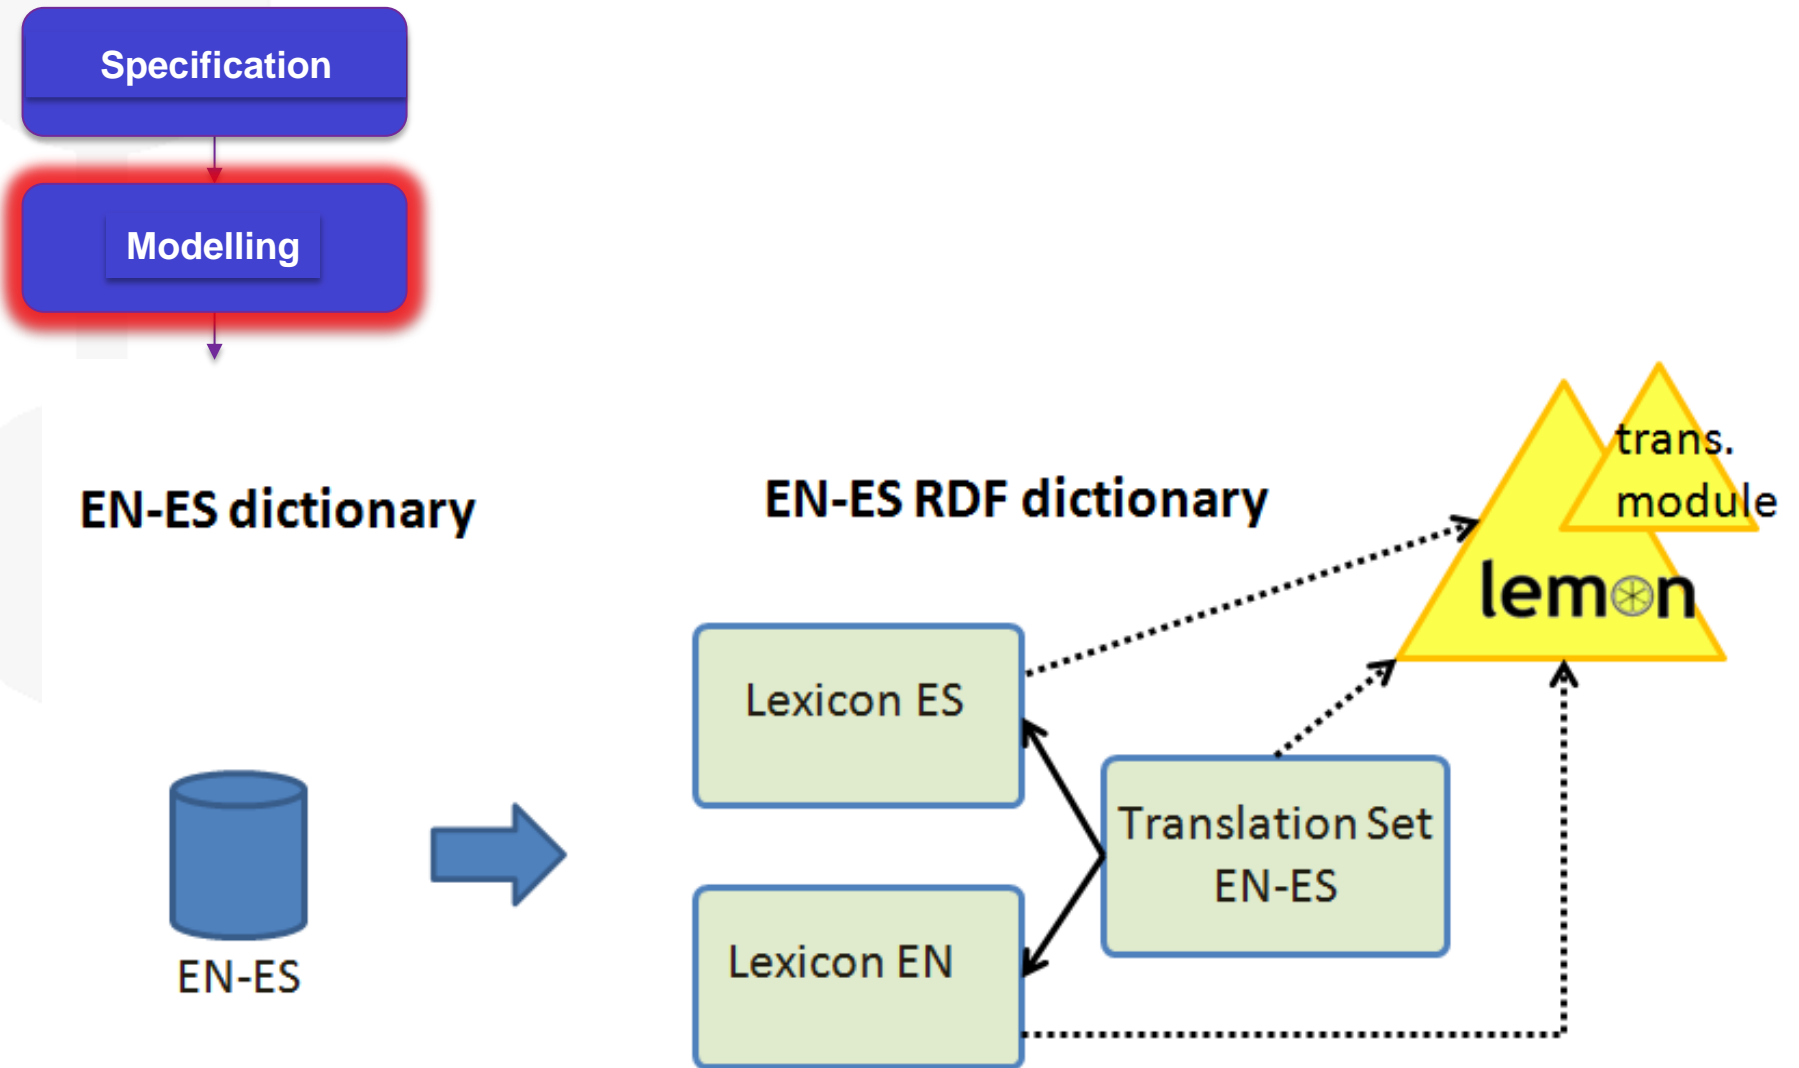 Specification
Modelling
EN-ES dictionary
EN-ES RDF dictionary
trans.
module
lemon
Lexicon ES
Translation Set
EN-ES
Lexicon EN
EN-ES